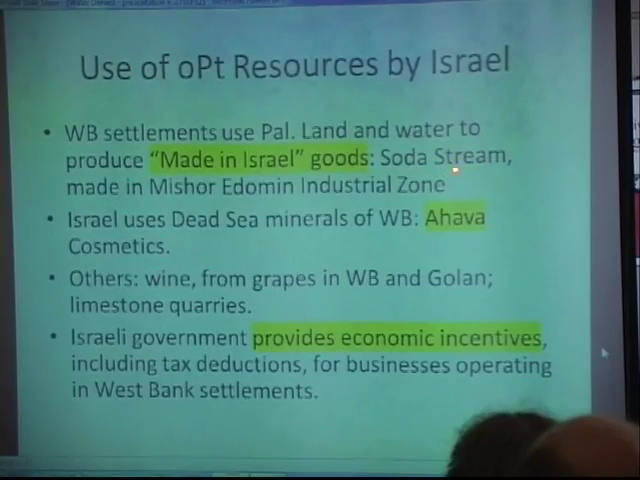 Use of oPt Resources by Israel
• WB settlements use Pal. Land and water to
produce “Made in Israel” goods: Soda Stream,
made in Mishor Edomin Industrial Zone
• Israel uses Dead Sea minerals of WB: Ahava
Cosmetics.
• Others: wine, from grapes in WB and Golan;
limestone quarries.
• Israeli government provides economic incentives,
including tax deductions, for businesses operating
in West Bank settlements.